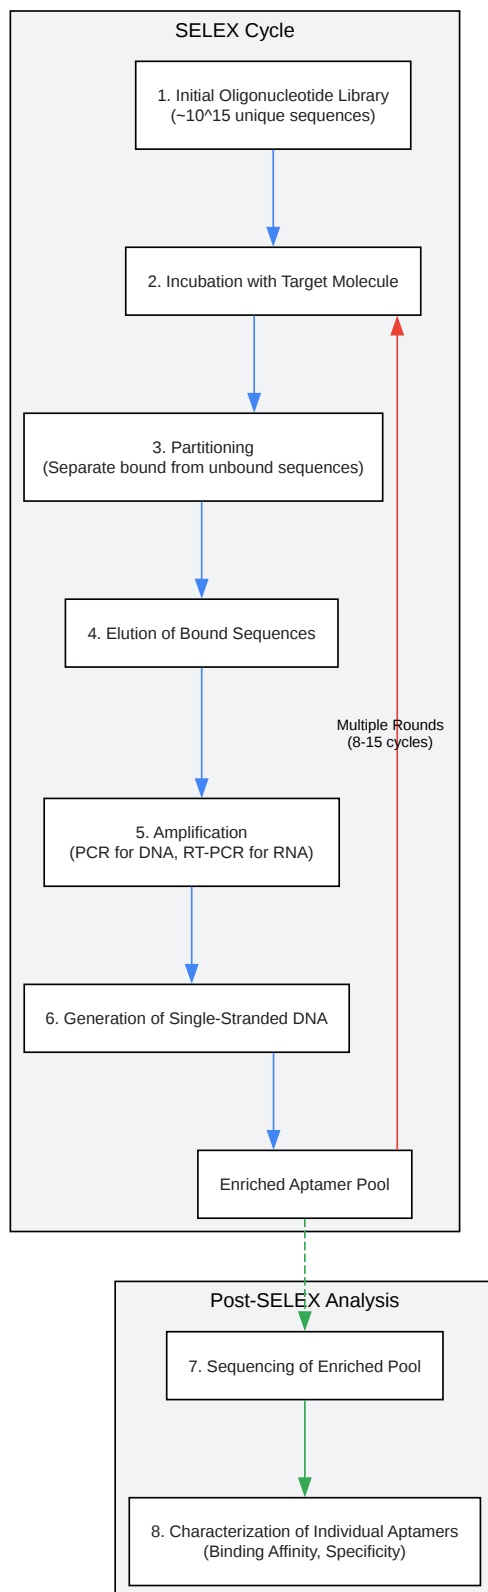 SELEX Cycle
1. Initial Oligonucleotide Library
(~10^15 unique sequences)
2. Incubation with Target Molecule
3. Partitioning
(Separate bound from unbound sequences)
4. Elution of Bound Sequences
Multiple Rounds
(8-15 cycles)
5. Amplification
(PCR for DNA, RT-PCR for RNA)
6. Generation of Single-Stranded DNA
Enriched Aptamer Pool
Post-SELEX Analysis
7. Sequencing of Enriched Pool
8. Characterization of Individual Aptamers
(Binding Affinity, Specificity)